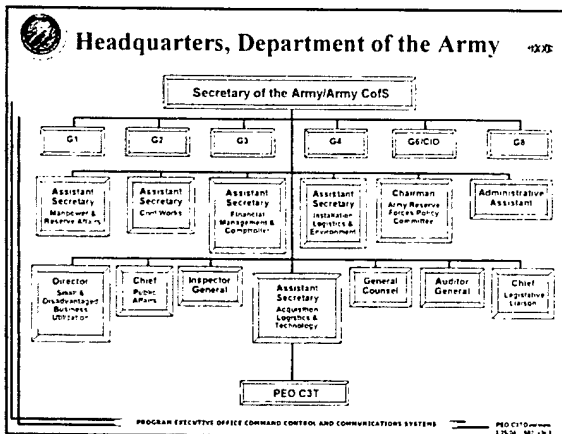 Headquarters, Department of the Army
Secretary of the Army/Army CofS
G1
G2
G3
G4
G6/CIO
G8
Assistant
Secretary
Manpower &
Reserve Affairs
Assistant
Secretary
Civil Works
Assistant
Secretary
Financial
Management &
Comptroller
Assistant
Secretary
Installation
Logistics &
Environment
Chairman
Army Reserve
Forces Policy
Committee
Administrative
Assistant
Director
Small &
Disadvantaged
Business
Utilization
Chief
Public
Affairs
Inspector
General
Assistant
Secretary
Acquisition
Logistics &
Technology
General
Counsel
Auditor
General
Chief
Legislative
Liaison
PEO C3T
PROGRAM EXECUTIVE OFFICE COMMAND CONTROL AND COMMUNICATIONS SYSTEMS
PEO C3T